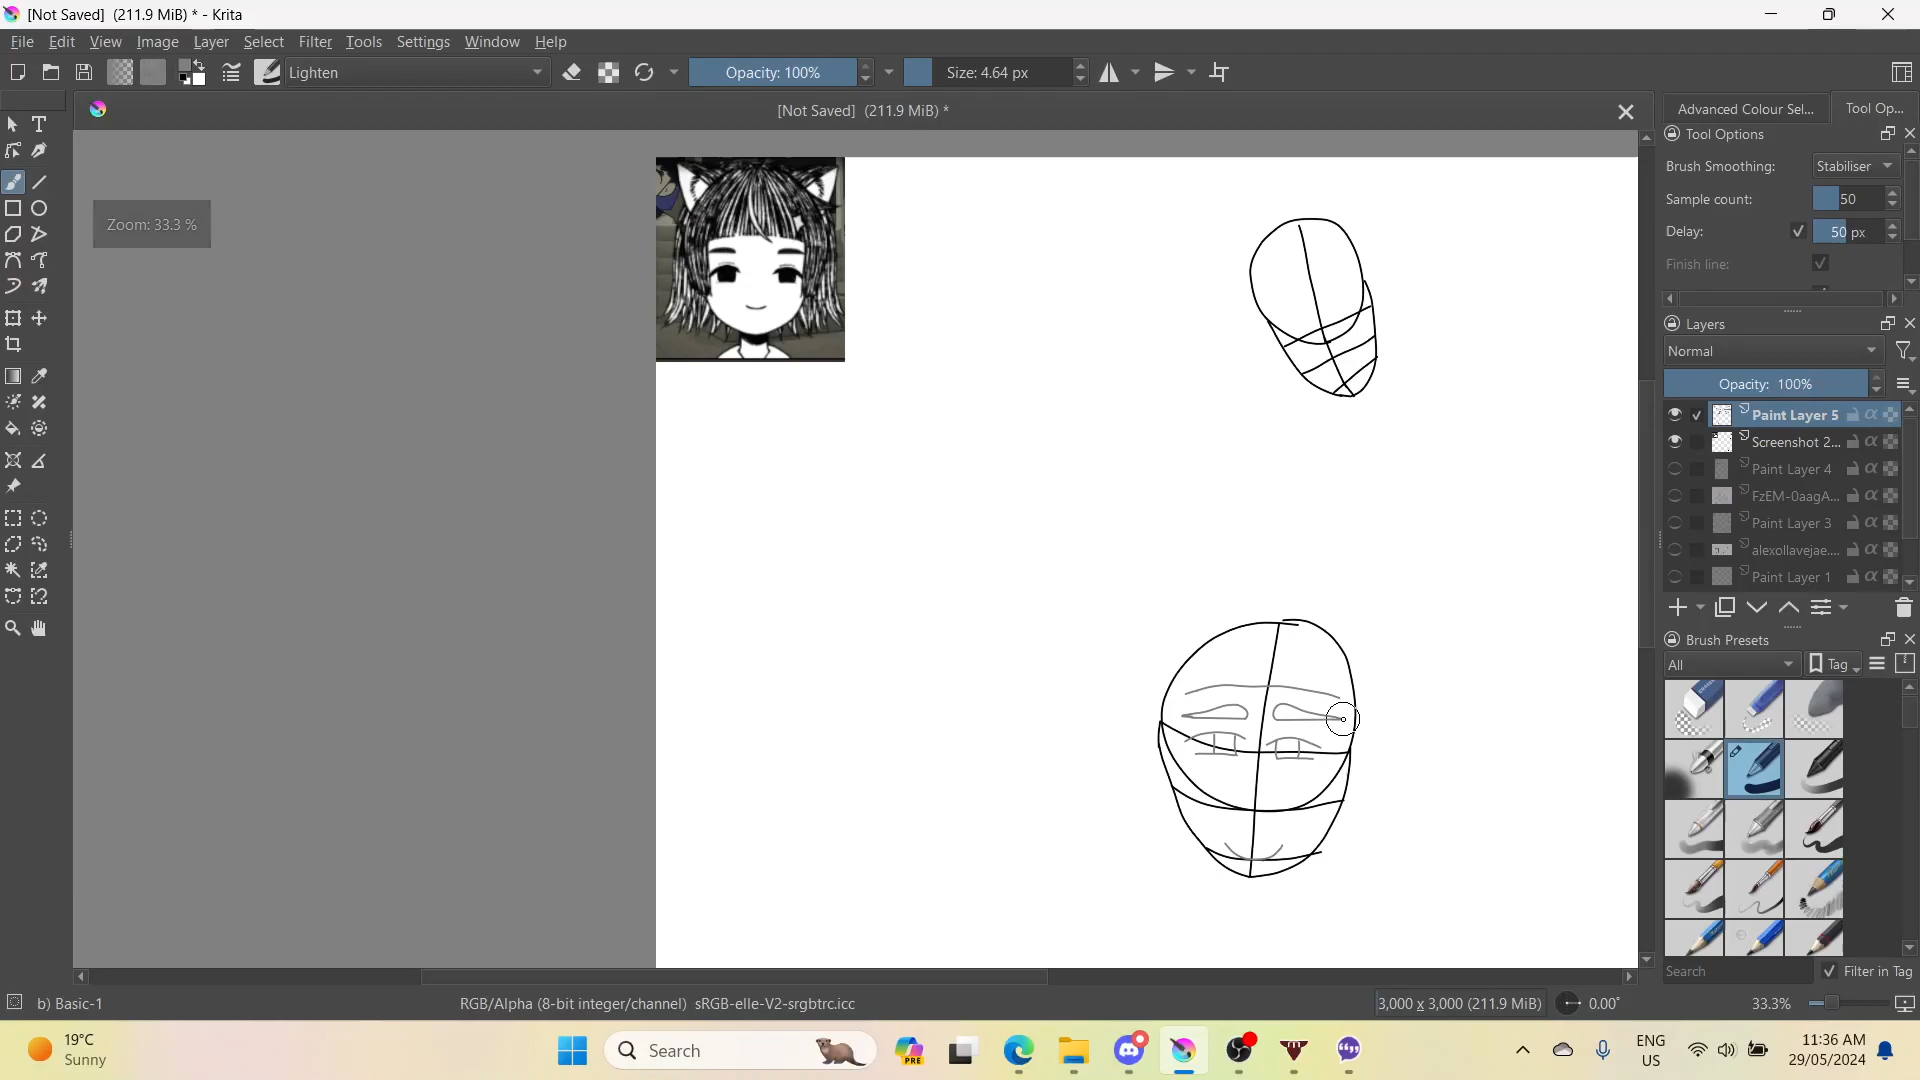 [Not Saved]  (211.9 MiB) * - Krita
File Edit View Image Layer Select Filter Tools Settings Window Help
Lighten Opacity: 100% Size: 4.64 px
[Not Saved]  (211.9 MiB) *
Advanced Colour Sel... Tool Op...
Tool Options
Brush Smoothing: Stabiliser
Sample count: 50
Zoom: 33.3 %
Delay: 50 px
Finish line:
Layers
Normal
Opacity:  100%
Paint Layer 5
Screenshot 2...
Paint Layer 4
FzEM-0aagA...
Paint Layer 3
alexollavejae....
Paint Layer 1
Brush Presets
All Tag
Search Filter in Tag
b) Basic-1 RGB/Alpha (8-bit integer/channel)  sRGB-elle-V2-srgbtrc.icc 3,000 x 3,000 (211.9 MiB) 0.00° 33.3%
19°C
Sunny
Search
PRE
ENG
US
11:36 AM
29/05/2024